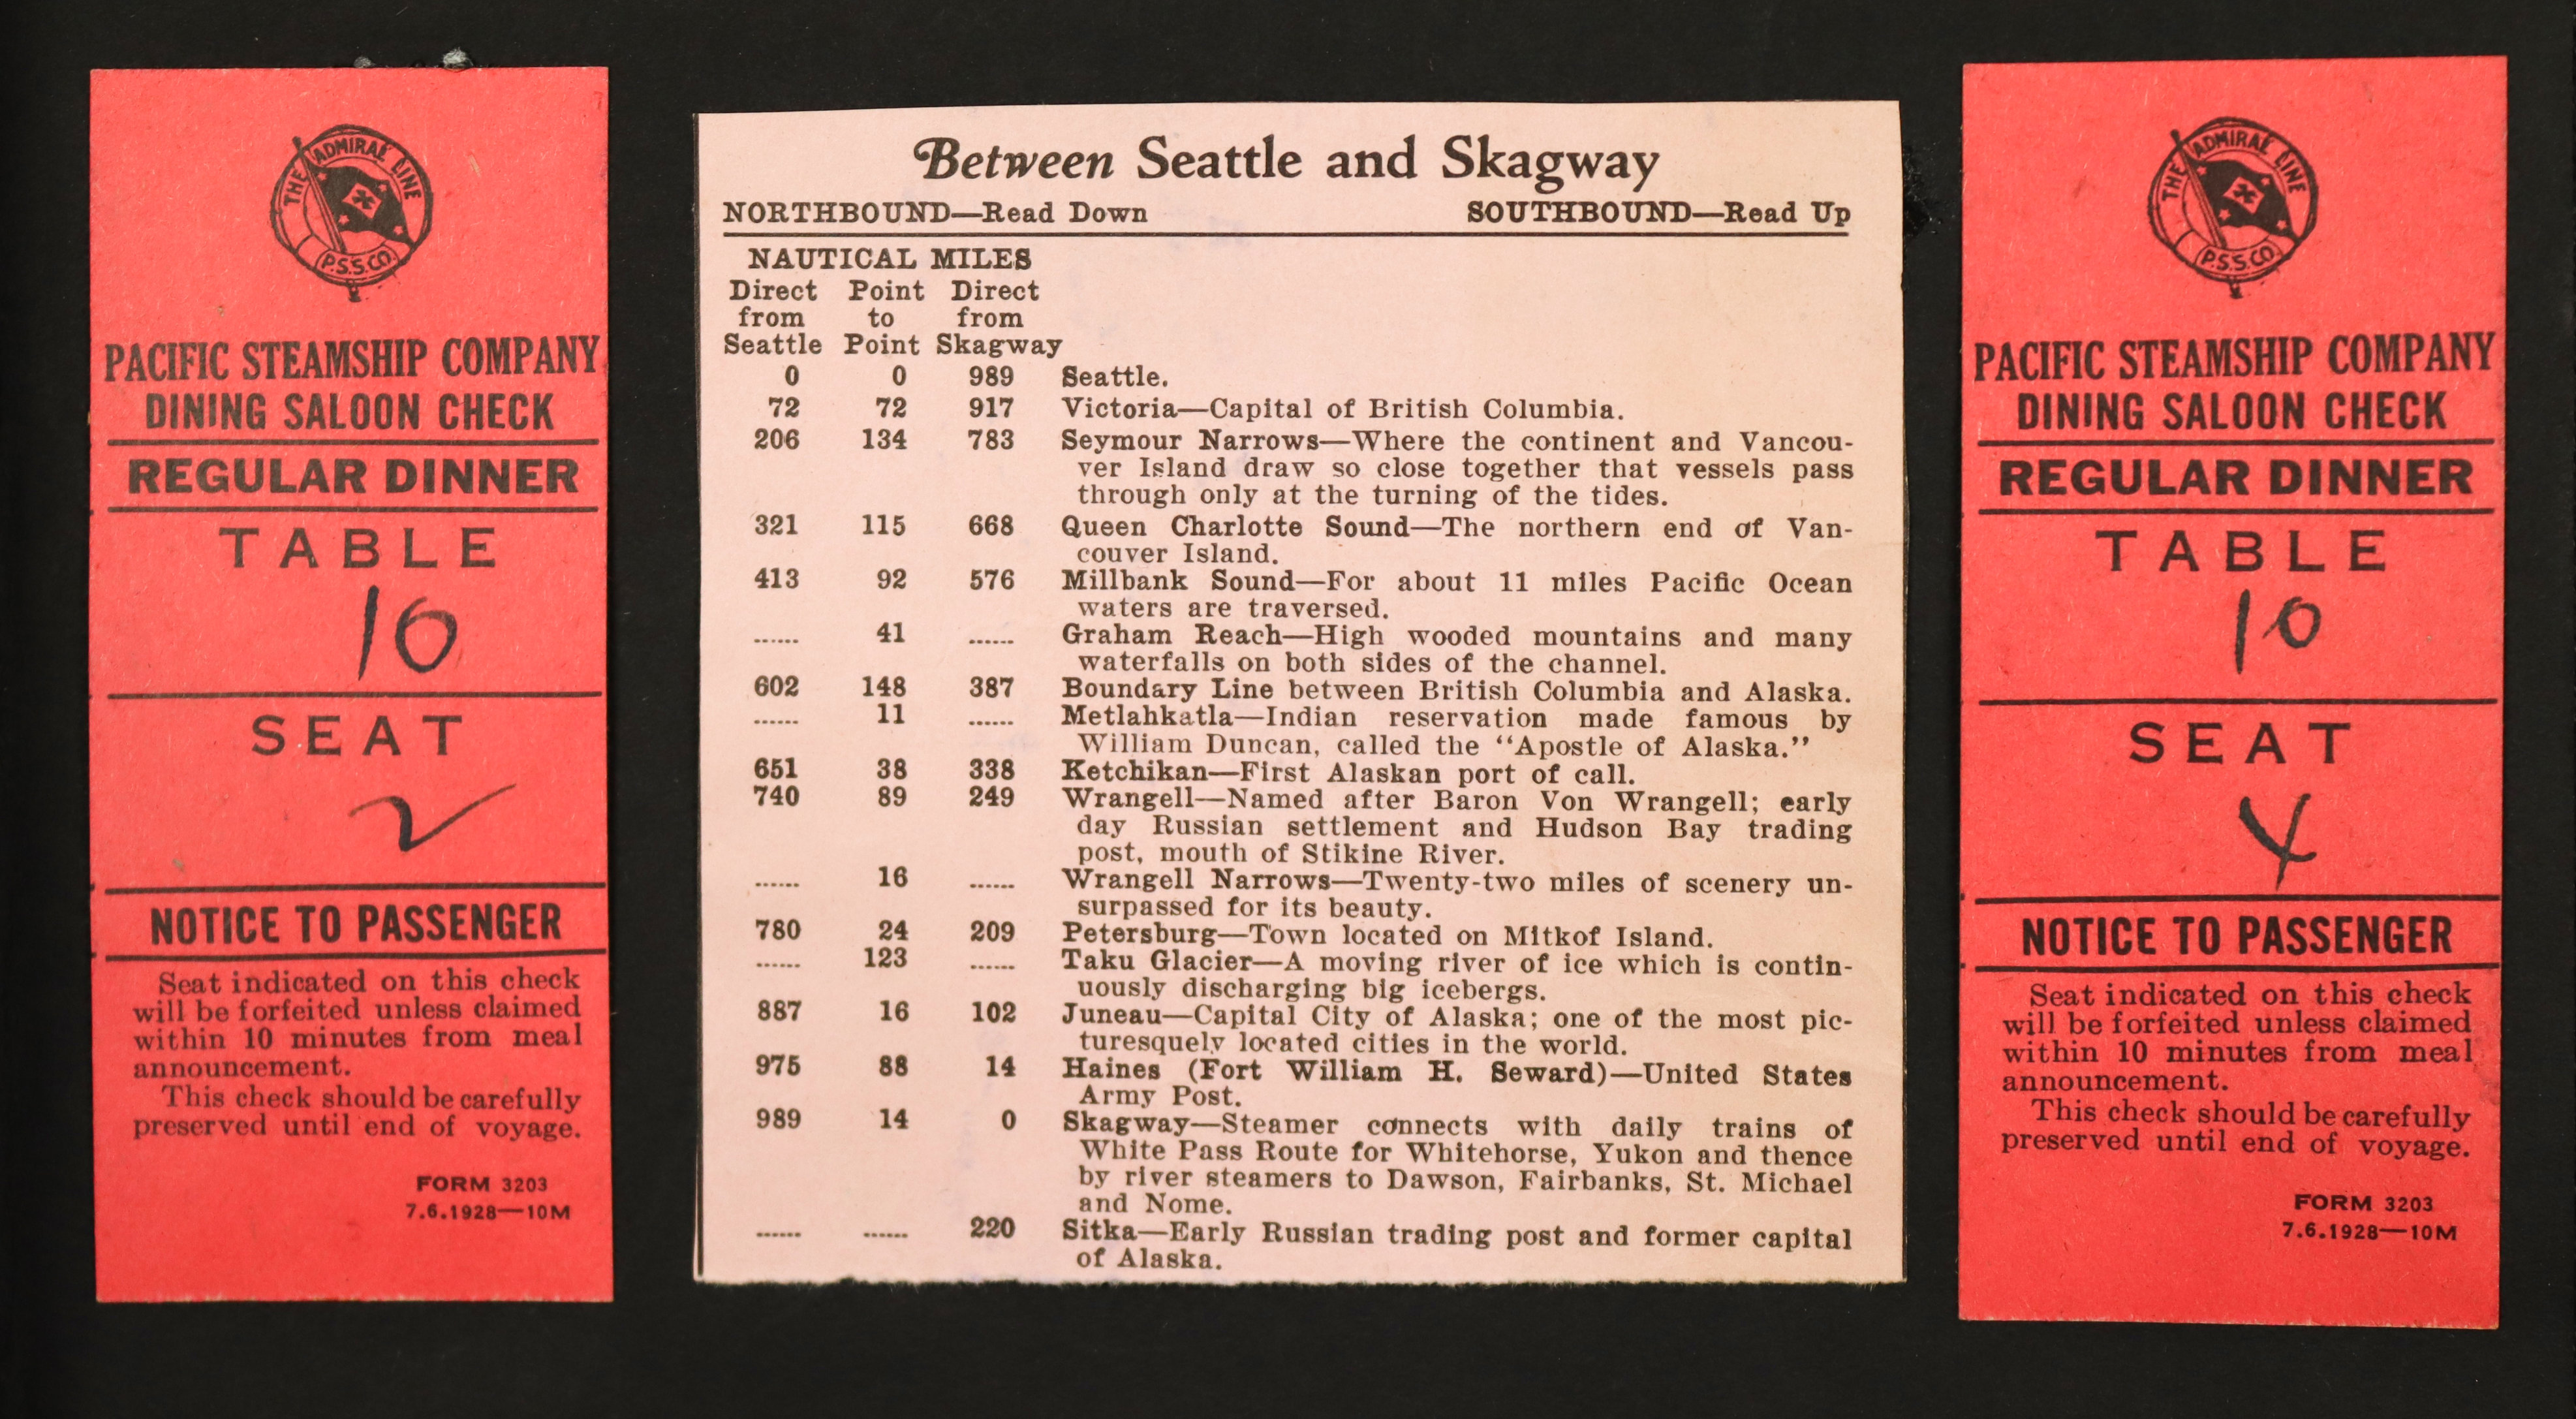 THE ADMIRAL LINE
P.S.S.CO.
PACIFIC STEAMSHIP COMPANY
DINING SALOON CHECK
REGULAR DINNER
TABLE
10
SEAT
2
NOTICE TO PASSENGER
Seat indicated on this check
will be forfeited unless claimed
within 10 minutes from meal
announcement.
This check should be carefully
preserved until end of voyage.
FORM 3203
7.6.1928—10M
Between Seattle and Skagway
NORTHBOUND—Read Down SOUTHBOUND—Read Up
NAUTICAL MILES
Direct Point Direct
from to from
Seattle Point Skagway
0 0 989 Seattle.
72 72 917 Victoria—Capital of British Columbia.
206 134 783 Seymour Narrows—Where the continent and Vancou-
ver Island draw so close together that vessels pass
through only at the turning of the tides.
321 115 668 Queen Charlotte Sound—The northern end of Van-
couver Island.
413 92 576 Millbank Sound—For about 11 miles Pacific Ocean
waters are traversed.
...... 41 ...... Graham Reach—High wooded mountains and many
waterfalls on both sides of the channel.
602 148 387 Boundary Line between British Columbia and Alaska.
...... 11 ...... Metlahkatla—Indian reservation made famous by
William Duncan, called the "Apostle of Alaska."
651 38 338 Ketchikan—First Alaskan port of call.
740 89 249 Wrangell—Named after Baron Von Wrangell; early
day Russian settlement and Hudson Bay trading
post, mouth of Stikine River.
...... 16 ...... Wrangell Narrows—Twenty-two miles of scenery un-
surpassed for its beauty.
780 24 209 Petersburg—Town located on Mitkof Island.
...... 123 ...... Taku Glacier—A moving river of ice which is contin-
uously discharging big icebergs.
887 16 102 Juneau—Capital City of Alaska; one of the most pic-
turesquely located cities in the world.
975 88 14 Haines (Fort William H. Seward)—United States
Army Post.
989 14 0 Skagway—Steamer connects with daily trains of
White Pass Route for Whitehorse, Yukon and thence
by river steamers to Dawson, Fairbanks, St. Michael
and Nome.
...... ...... 220 Sitka—Early Russian trading post and former capital
of Alaska.
THE ADMIRAL LINE
P.S.S.CO.
PACIFIC STEAMSHIP COMPANY
DINING SALOON CHECK
REGULAR DINNER
TABLE
10
SEAT
4
NOTICE TO PASSENGER
Seat indicated on this check
will be forfeited unless claimed
within 10 minutes from meal
announcement.
This check should be carefully
preserved until end of voyage.
FORM 3203
7.6.1928—10M